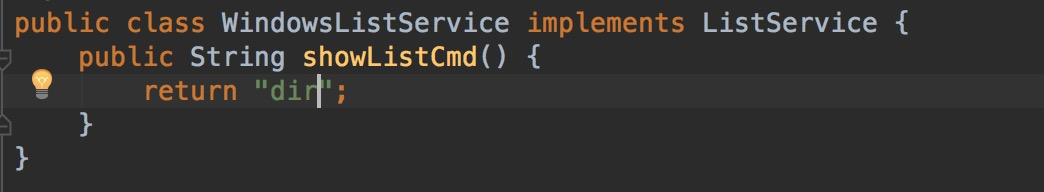 public class WindowsListService implements ListService {
    public String showListCmd() {
        return "dir";
    }
}